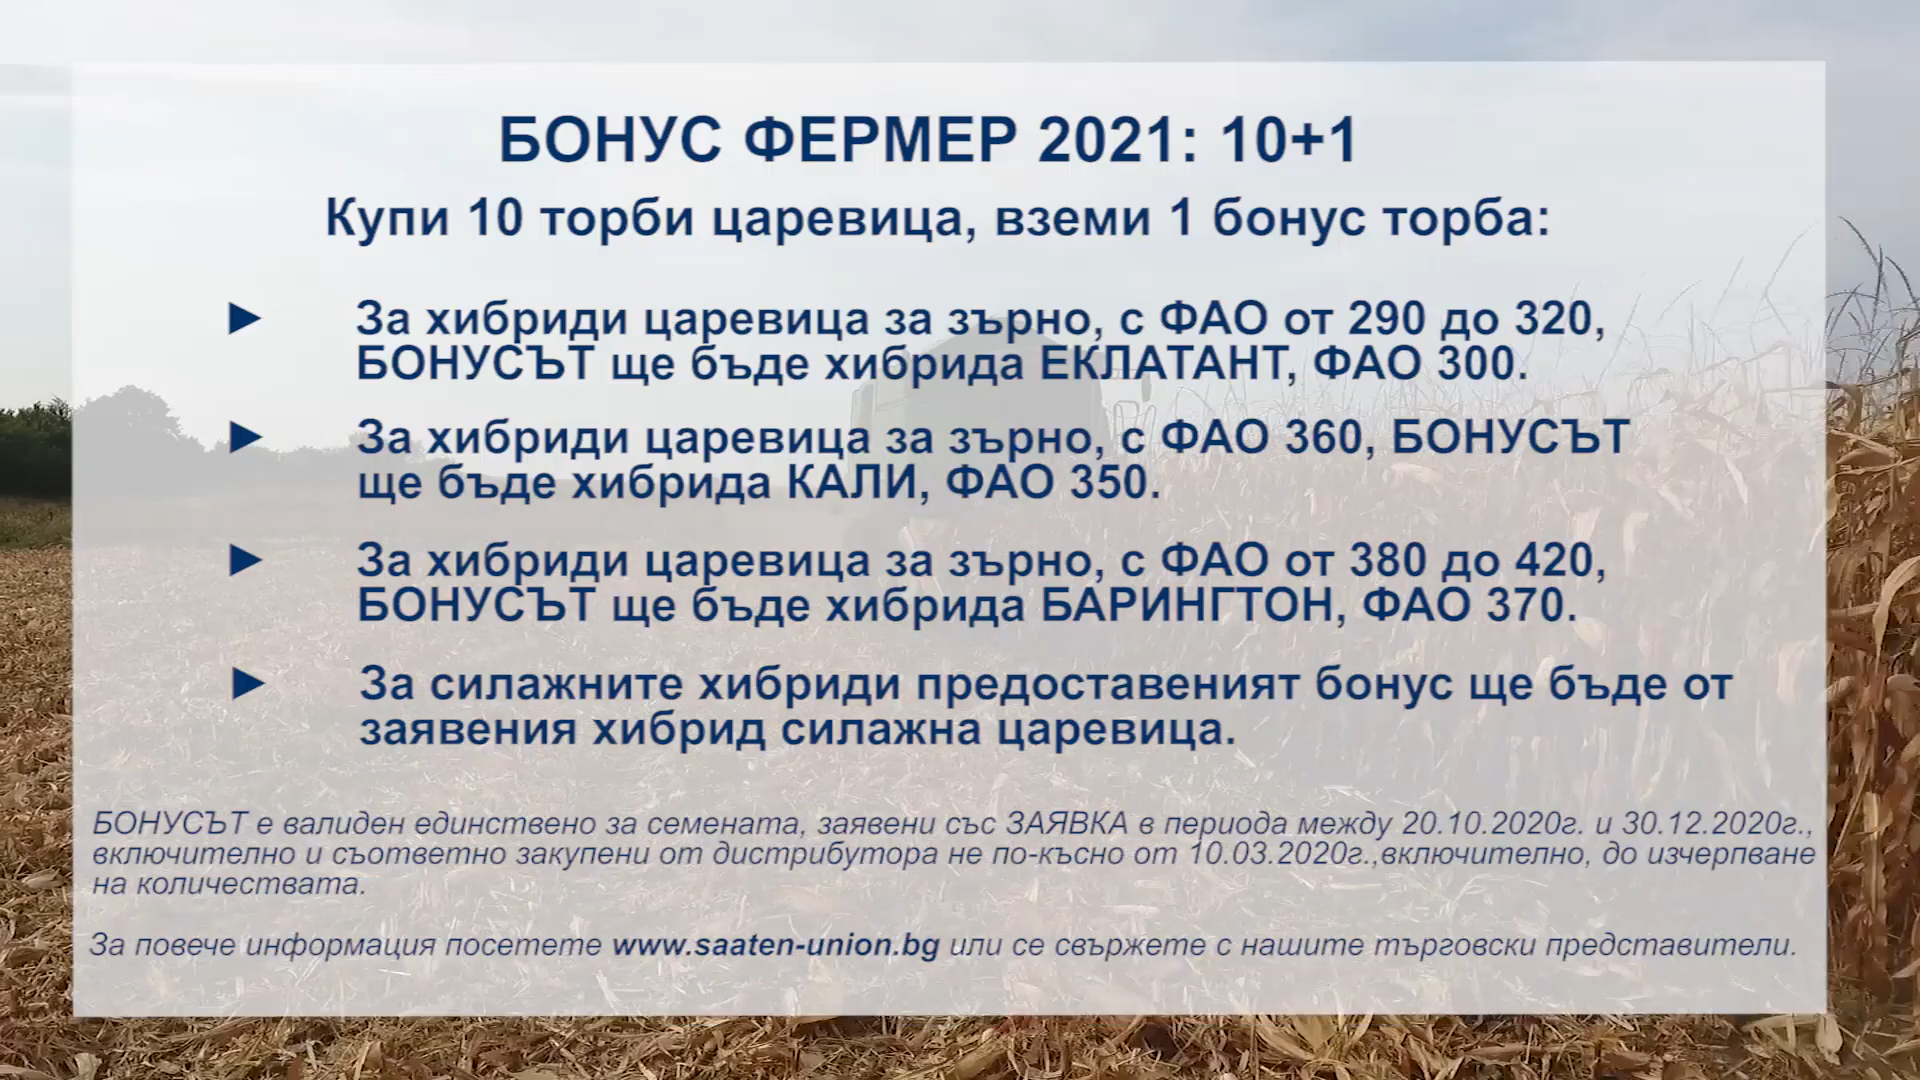 БОНУС ФЕРМЕР 2021: 10+1
Купи 10 торби царевица, вземи 1 бонус торба:
► За хибриди царевица за зърно, с ФАО от 290 до 320,
БОНУСЪТ ще бъде хибрида ЕКЛАТАНТ, ФАО 300.
► За хибриди царевица за зърно, с ФАО 360, БОНУСЪТ
ще бъде хибрида КАЛИ, ФАО 350.
► За хибриди царевица за зърно, с ФАО от 380 до 420,
БОНУСЪТ ще бъде хибрида БАРИНГТОН, ФАО 370.
► За силажните хибриди предоставеният бонус ще бъде от
заявения хибрид силажна царевица.
БОНУСЪТ е валиден единствено за семената, заявени със ЗАЯВКА в периода между 20.10.2020г. и 30.12.2020г.,
включително и съответно закупени от дистрибутора не по-късно от 10.03.2020г.,включително, до изчерпване
на количествата.
За повече информация посетете www.saaten-union.bg или се свържете с нашите търговски представители.